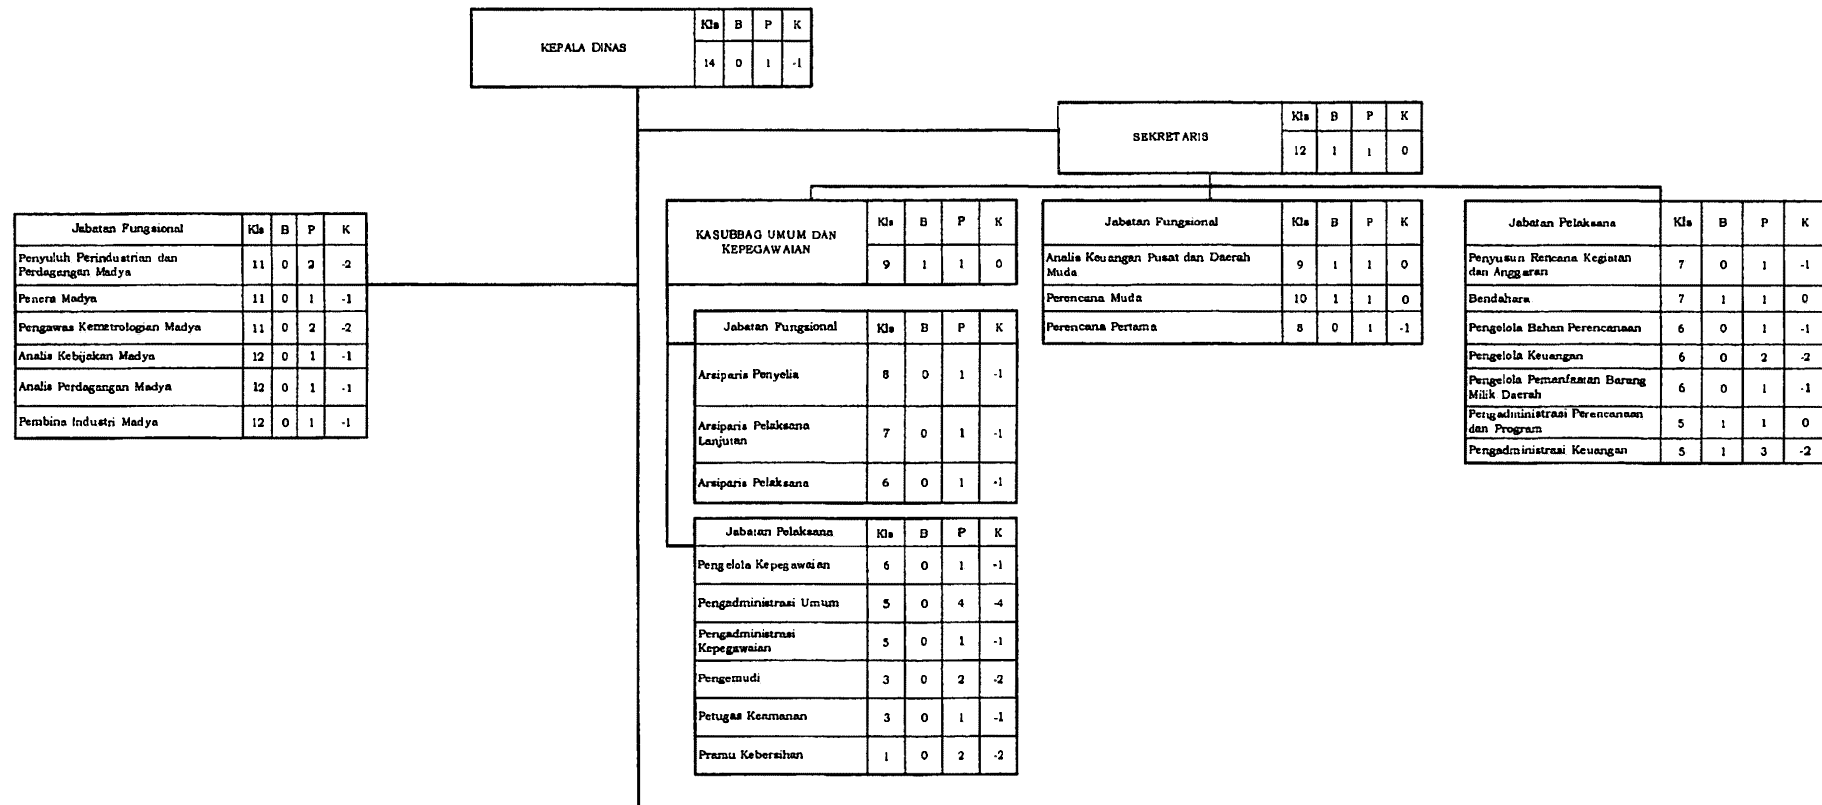 KEPALA DINAS Kls B P K
14 0 1 -1
SEKRETARIS Kls B P K
12 1 1 0
Jabatan Fungsional Kls B P K
Penyuluh Perindustrian dan
Perdagangan Madya 11 0 2 -2
Penera Madya 11 0 1 -1
Pengawas Kemetrologian Madya 11 0 2 -2
Analis Kebijakan Madya 12 0 1 -1
Analis Perdagangan Madya 12 0 1 -1
Pembina Industri Madya 12 0 1 -1
KASUBBAG UMUM DAN
KEPEGAWAIAN Kls B P K
9 1 1 0
Jabatan Fungsional Kls B P K
Arsiparis Penyelia 8 0 1 -1
Arsiparis Pelaksana
Lanjutan 7 0 1 -1
Arsiparis Pelaksana 6 0 1 -1
Jabatan Pelaksana Kls B P K
Pengelola Kepegawaian 6 0 1 -1
Pengadministrasi Umum 5 0 4 -4
Pengadministrasi
Kepegawaian 5 0 1 -1
Pengemudi 3 0 2 -2
Petugas Keamanan 3 0 1 -1
Pramu Kebersihan 1 0 2 -2
Jabatan Fungsional Kls B P K
Analis Keuangan Pusat dan Daerah
Muda 9 1 1 0
Perencana Muda 10 1 1 0
Perencana Pertama 8 0 1 -1
Jabatan Pelaksana Kls B P K
Penyusun Rencana Kegiatan
dan Anggaran 7 0 1 -1
Bendahara 7 1 1 0
Pengelola Bahan Perencanaan 6 0 1 -1
Pengelola Keuangan 6 0 2 -2
Pengelola Pemanfaatan Barang
Milik Daerah 6 0 1 -1
Pengadministrasi Perencanaan
dan Program 5 1 1 0
Pengadministrasi Keuangan 5 1 3 -2